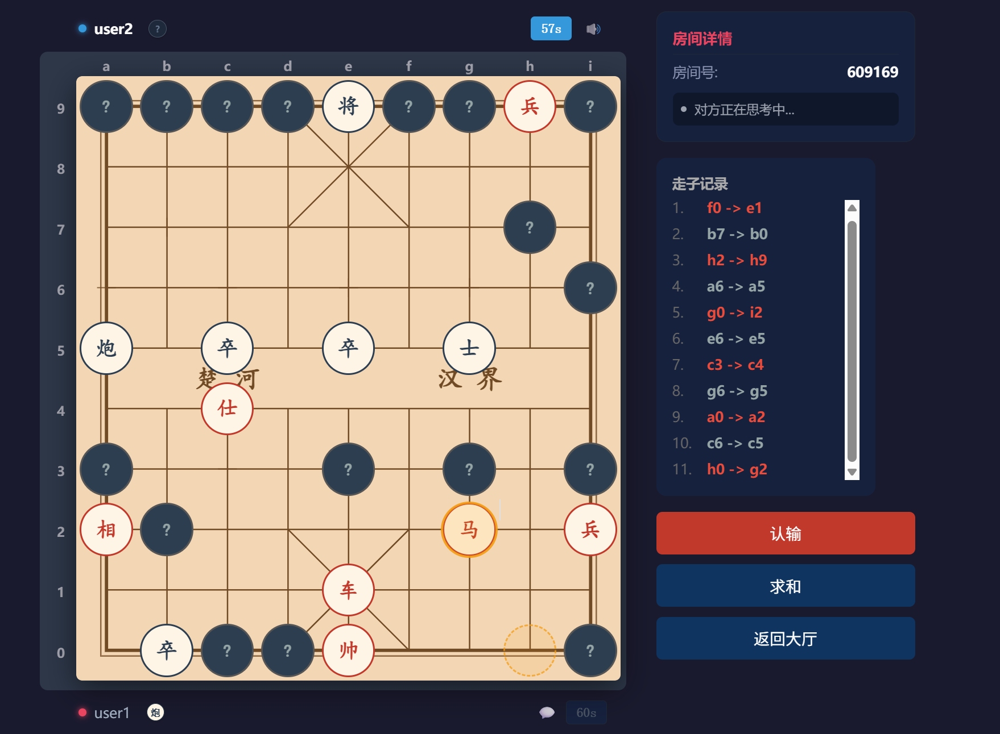 user2 ? 57s
a b c d e f g h i
9 ? ? ? ? 将 ? ? 兵 ?
8
7 ?
6 ?
5 炮 卒 卒 士
楚 河 汉 界
4 仕
3 ? ? ? ?
2 相 ? 马 兵
1 车
0 卒 ? ? 帅 ?
user1 炮 60s
房间详情
房间号: 609169
对方正在思考中...
走子记录
1. f0 -> e1
2. b7 -> b0
3. h2 -> h9
4. a6 -> a5
5. g0 -> i2
6. e6 -> e5
7. c3 -> c4
8. g6 -> g5
9. a0 -> a2
10. c6 -> c5
11. h0 -> g2
认输
求和
返回大厅